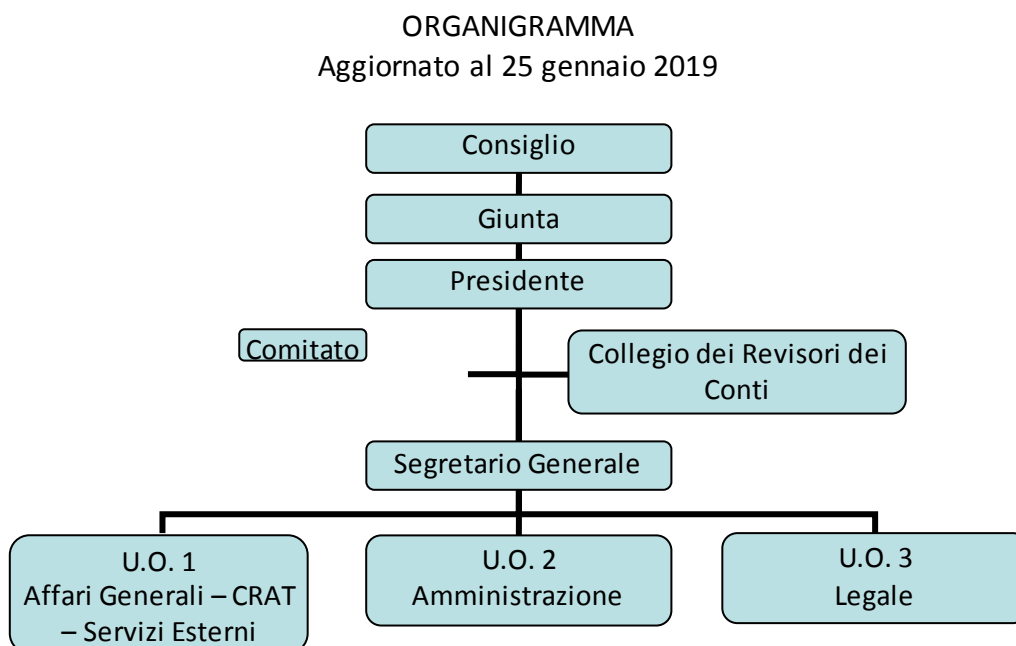 ORGANIGRAMMA
Aggiornato al 25 gennaio 2019
Consiglio
Giunta
Presidente
Comitato
Collegio dei Revisori dei
Conti
Segretario Generale
U.O. 1
Affari Generali – CRAT
– Servizi Esterni
U.O. 2
Amministrazione
U.O. 3
Legale